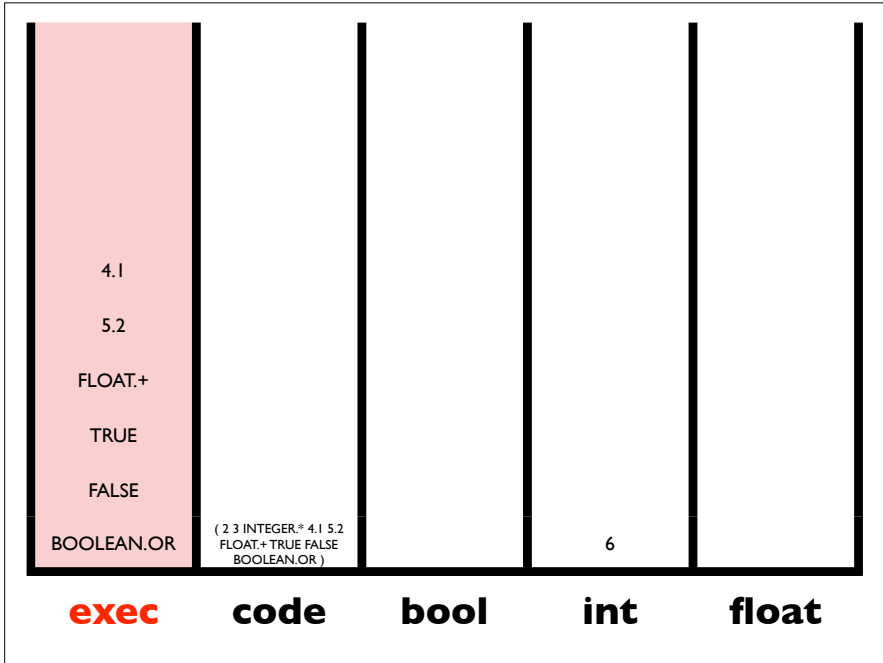 4.1
5.2
FLOAT.+
TRUE
FALSE
BOOLEAN.OR
( 2 3 INTEGER.* 4.1 5.2
FLOAT.+ TRUE FALSE
BOOLEAN.OR )
6
exec
code
bool
int
float